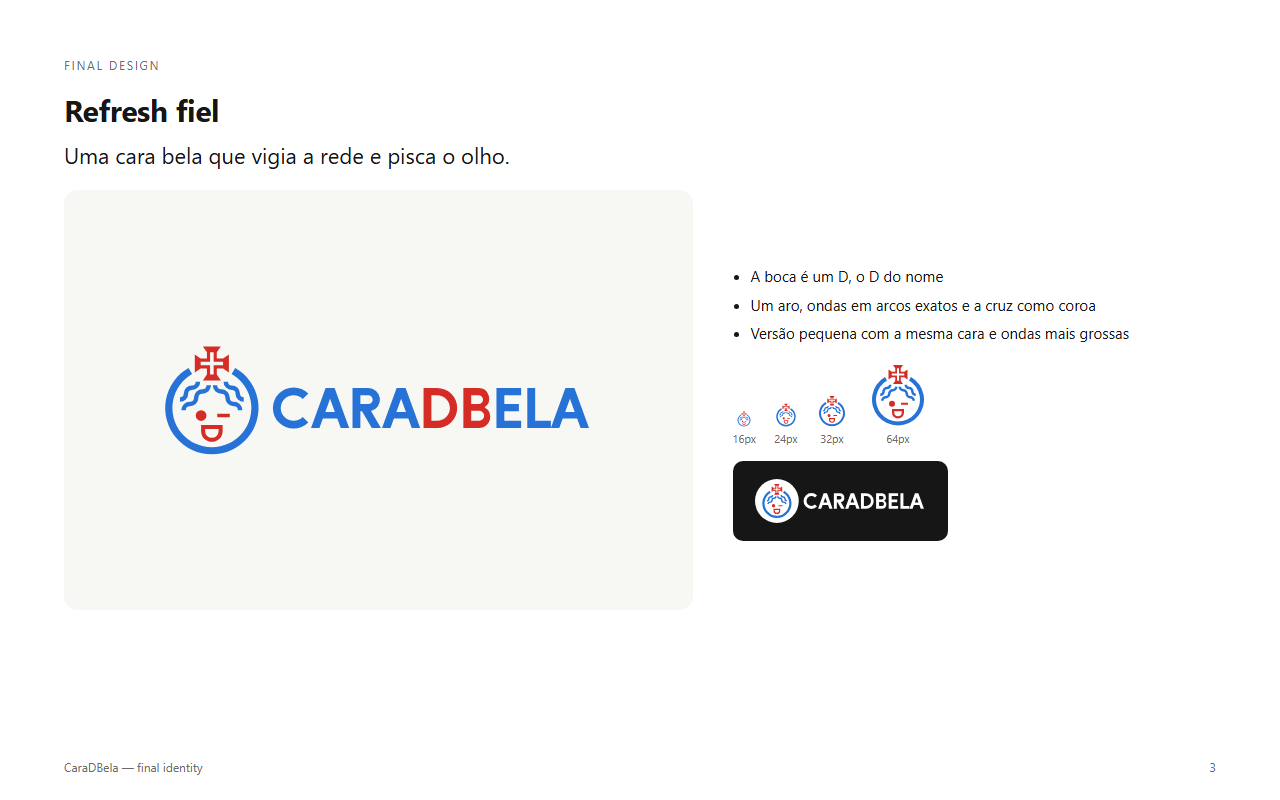 FINAL DESIGN
Refresh fiel
Uma cara bela que vigia a rede e pisca o olho.
CARADBELA
• A boca é um D, o D do nome
• Um aro, ondas em arcos exatos e a cruz como coroa
• Versão pequena com a mesma cara e ondas mais grossas
16px 24px 32px 64px
CARADBELA
CaraDBela — final identity
3